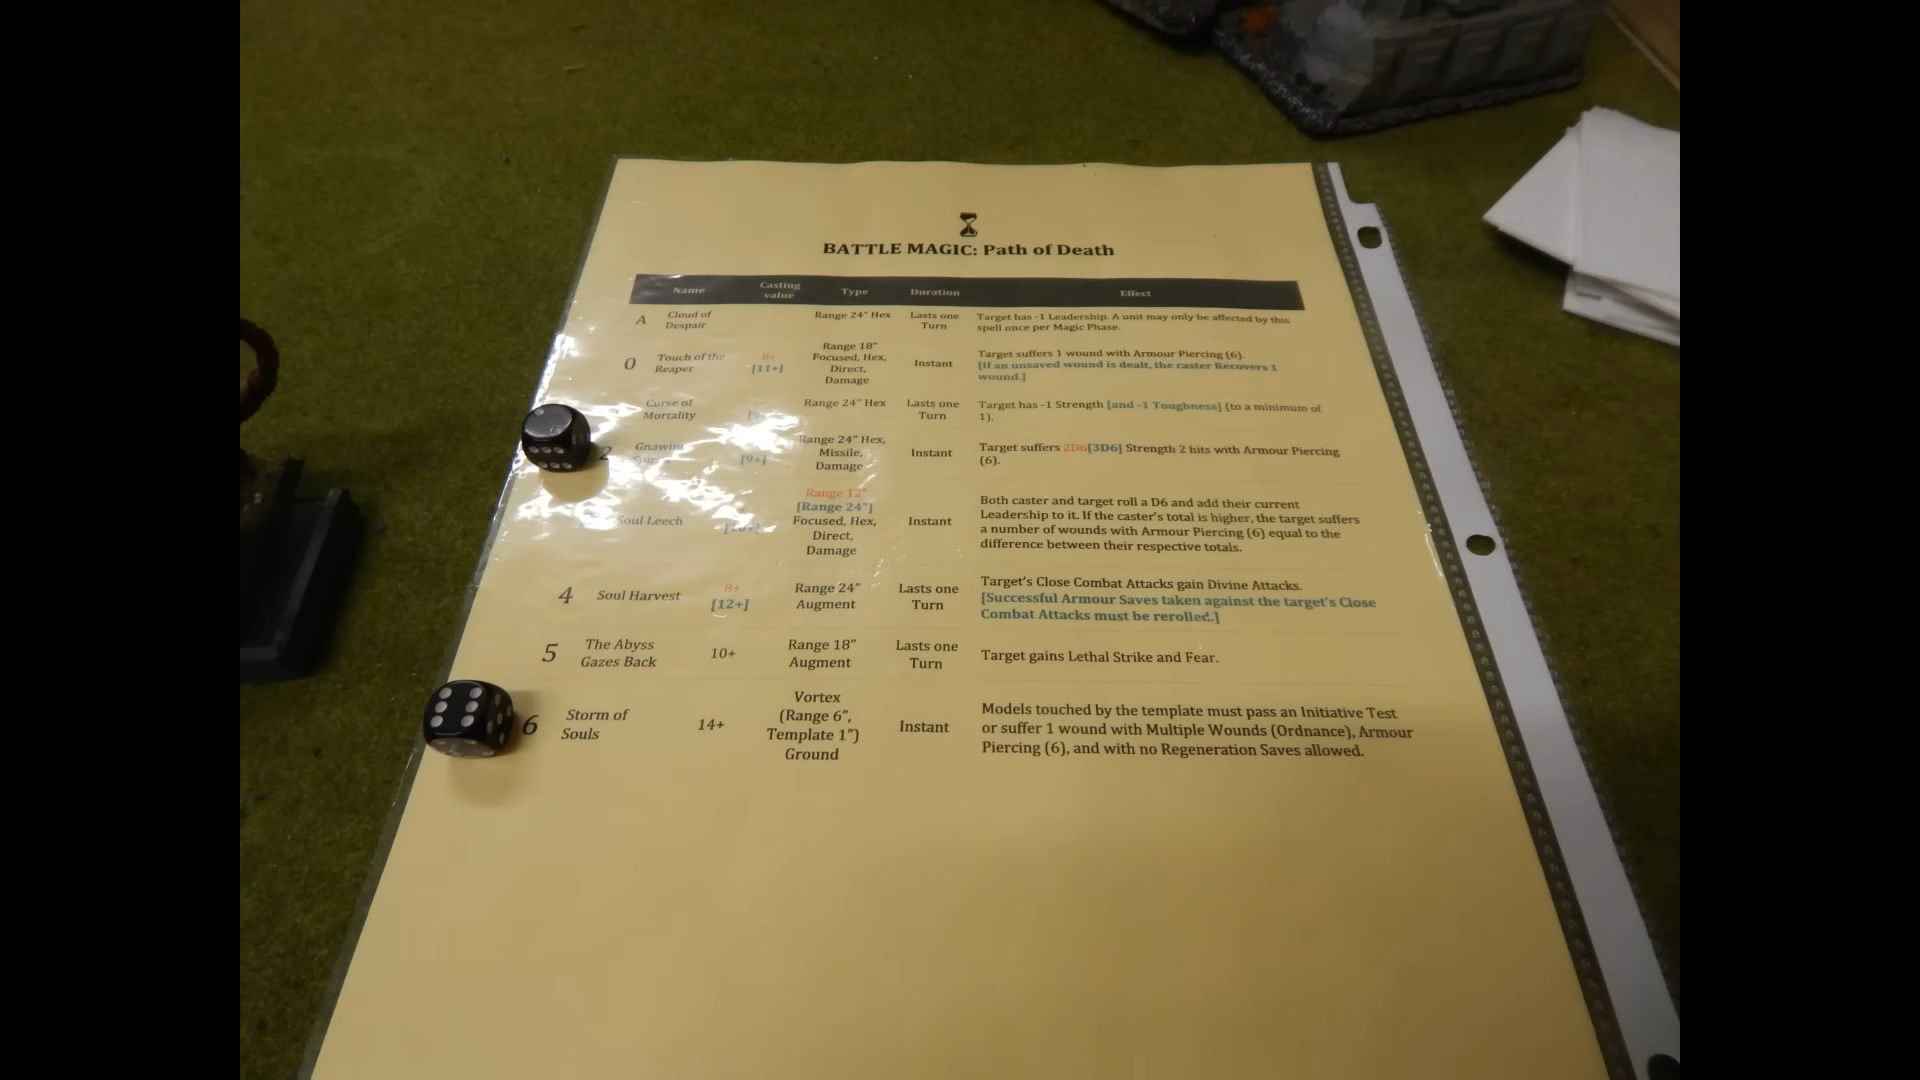 BATTLE MAGIC: Path of Death
Name Casting value Type Duration Effect
A Cloud of Despair Range 24" Hex Lasts one Turn Target has -1 Leadership. A unit may only be affected by this
spell once per Magic Phase.
0 Touch of the Reaper 8+ [11+] Range 18" Focused, Hex, Direct, Damage Instant Target suffers 1 wound with Armour Piercing (6).
[If an unsaved wound is dealt, the caster Recovers 1
wound.]
Curse of Mortality Range 24" Hex Lasts one Turn Target has -1 Strength [and -1 Toughness] (to a minimum of
1).
2 Gnawing [9+] Range 24" Hex, Missile, Damage Instant Target suffers 2D6[3D6] Strength 2 hits with Armour Piercing
(6).
Soul Leech Range 12" [Range 24"] Focused, Hex, Direct, Damage Instant Both caster and target roll a D6 and add their current
Leadership to it. If the caster's total is higher, the target suffers
a number of wounds with Armour Piercing (6) equal to the
difference between their respective totals.
4 Soul Harvest 8+ [12+] Range 24" Augment Lasts one Turn Target's Close Combat Attacks gain Divine Attacks.
[Successful Armour Saves taken against the target's Close
Combat Attacks must be rerolled.]
5 The Abyss Gazes Back 10+ Range 18" Augment Lasts one Turn Target gains Lethal Strike and Fear.
6 Storm of Souls 14+ Vortex (Range 6", Template 1") Ground Instant Models touched by the template must pass an Initiative Test
or suffer 1 wound with Multiple Wounds (Ordnance), Armour
Piercing (6), and with no Regeneration Saves allowed.